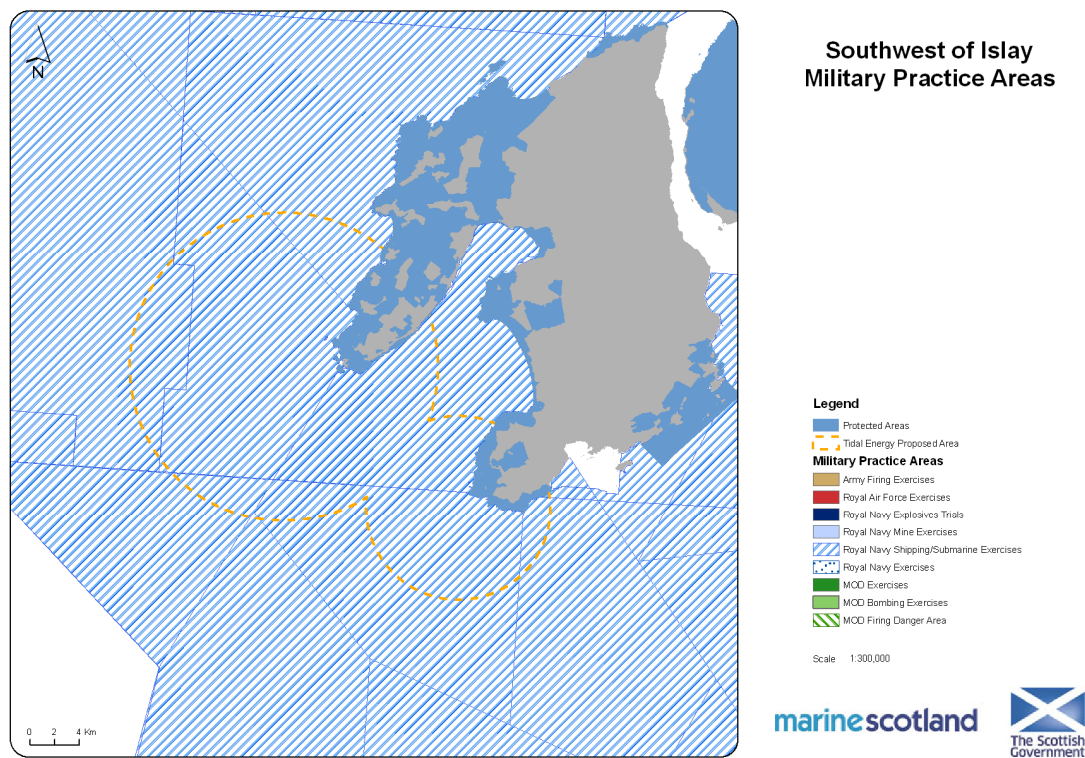 N
Southwest of Islay
Military Practice Areas
Legend
Protected Areas
Tidal Energy Proposed Area
Military Practice Areas
Army Firing Exercises
Royal Air Force Exercises
Royal Navy Explosives Trials
Royal Navy Mine Exercises
Royal Navy Shipping/Submarine Exercises
Royal Navy Exercises
MOD Exercises
MOD Bombing Exercises
MOD Firing Danger Area
Scale 1:300,000
0 2 4 Km
marinescotland
The Scottish
Government